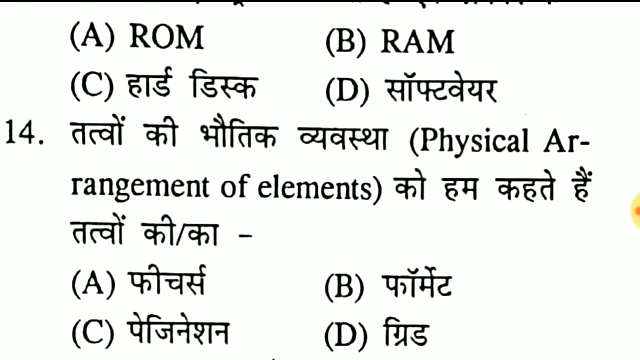 (A) ROM (B) RAM
(C) हार्ड डिस्क (D) सॉफ्टवेयर
14. तत्वों की भौतिक व्यवस्था (Physical Ar-
rangement of elements) को हम कहते हैं
तत्वों की/का -
(A) फीचर्स (B) फॉर्मेट
(C) पेजिनेशन (D) ग्रिड